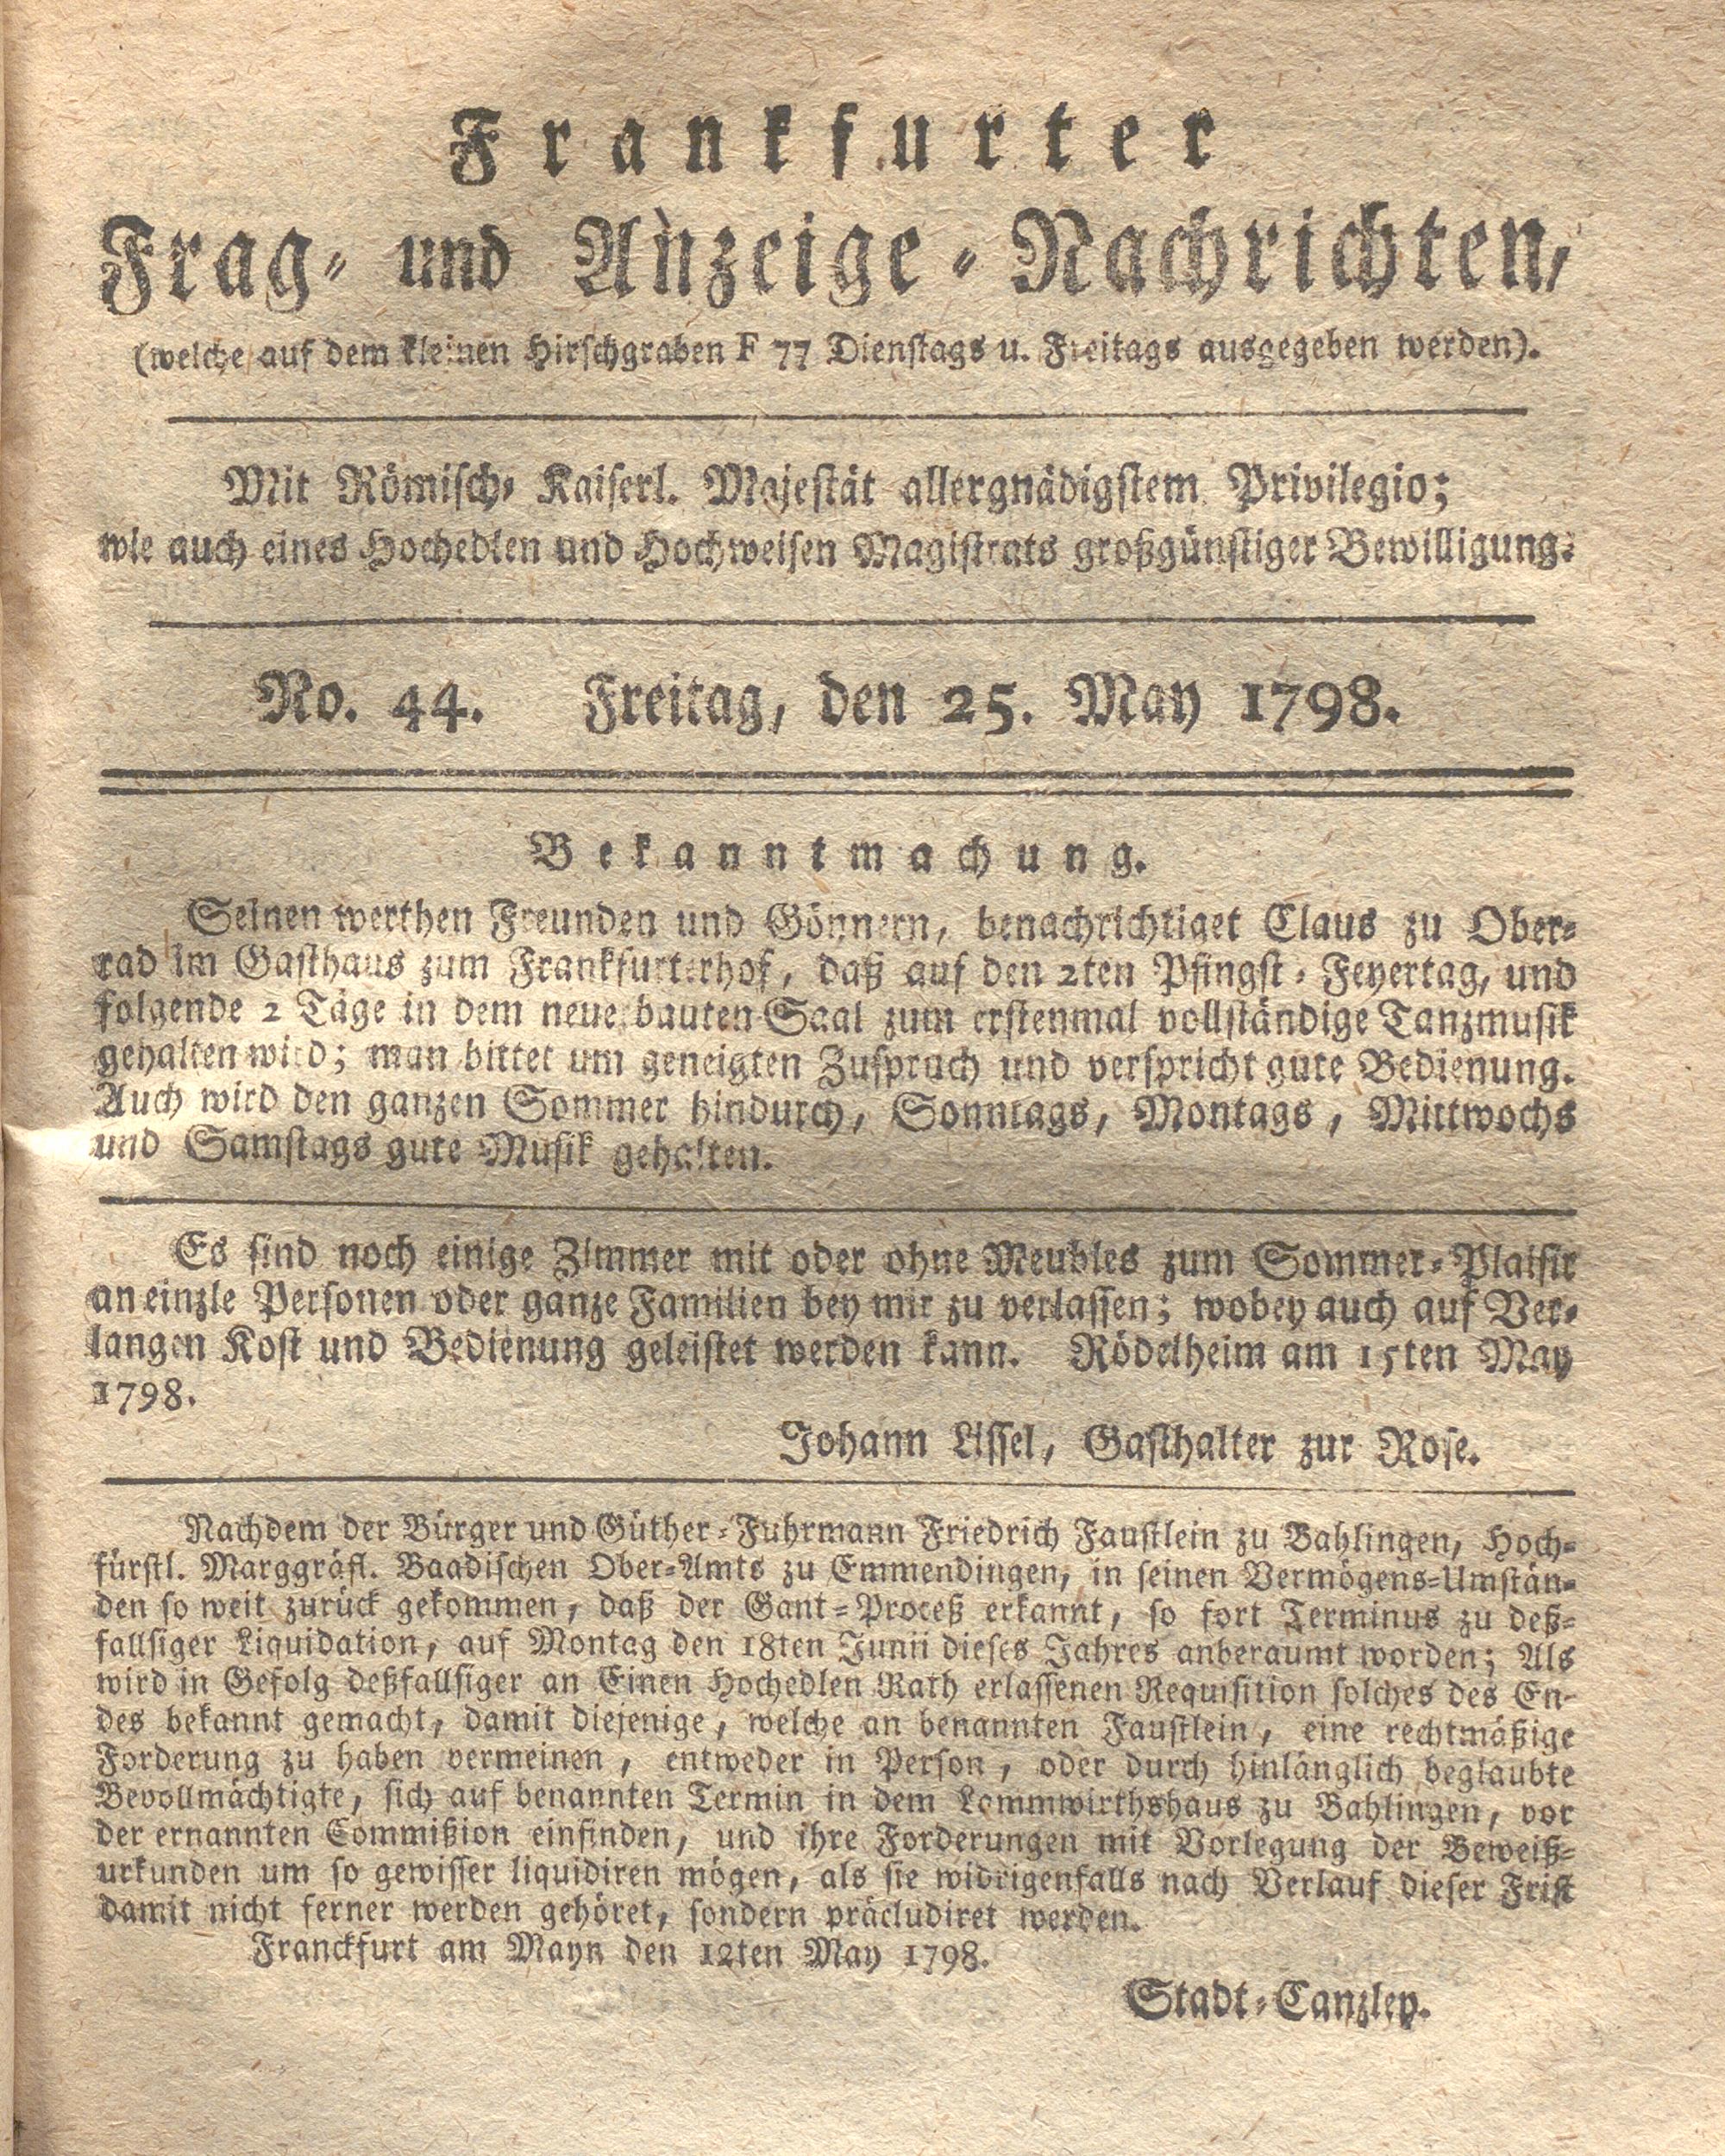 Frankfurter
Frag- und Anzeige-Nachrichten,
(welche auf dem kleinen Hirschgraben F 77 Dienstags u. Freitags ausgegeben werden).
Mit Römisch- Kaiserl. Majestät allergnädigstem Privilegio;
wie auch eines Hochedlen und Hochweisen Magistrats großgünstiger Bewilligung.
No. 44. Freitag, den 25. May 1798.
Bekanntmachung.
Seinen werthen Freunden und Gönnern, benachrichtiget Claus zu Ober-
rad im Gasthaus zum Frankfurterhof, daß auf den 2ten Pfingst-Feyertag, und
folgende 2 Täge in dem neuerbauten Saal zum erstenmal vollständige Tanzmusik
gehalten wird; man bittet um geneigten Zuspruch und verspricht gute Bedienung.
Auch wird den ganzen Sommer hindurch, Sonntags, Montags, Mittwochs
und Samstags gute Musik gehalten.
Es sind noch einige Zimmer mit oder ohne Meubles zum Sommer-Plaisir
an einzle Personen oder ganze Familien bey mir zu verlassen; wobey auch auf Ver-
langen Kost und Bedienung geleistet werden kann. Rödelheim am 15ten May
1798.
Johann Lissel, Gasthalter zur Rose.
Nachdem der Bürger und Güther-Fuhrmann Friedrich Faustlein zu Bahlingen, Hoch-
fürstl. Marggräfl. Baadischen Ober-Amts zu Emmendingen, in seinen Vermögens-Umstän-
den so weit zurück gekommen, daß der Gant-Proceß erkannt, so fort Terminus zu deß-
fallsiger Liquidation, auf Montag den 18ten Junii dieses Jahres anberaumt worden; Als
wird in Gefolg deßfallsiger an Einen Hochedlen Rath erlassenen Requisition solches des En-
des bekannt gemacht, damit diejenige, welche an benannten Faustlein, eine rechtmäßige
Forderung zu haben vermeinen, entweder in Person, oder durch hinlänglich beglaubte
Bevollmächtigte, sich auf benannten Termin in dem Lammwirthshaus zu Bahlingen, vor
der ernannten Commißion einfinden, und ihre Forderungen mit Vorlegung der Beweiß-
urkunden um so gewisser liquidiren mögen, als sie widrigenfalls nach Verlauf dieser Frist
damit nicht ferner werden gehöret, sondern präcludiret werden.
Franckfurt am Mayn den 12ten May 1798.
Stadt-Canzley.